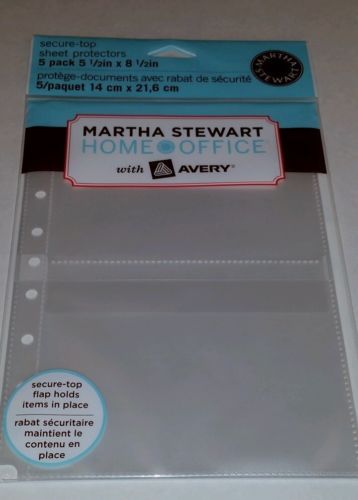 secure-top
sheet protectors
5 pack 5 1/2in x 8 1/2in
protège-documents avec rabat de sécurité
5/paquet 14 cm x 21,6 cm
MARTHA
STEWART
MARTHA STEWART
HOME OFFICE
with AVERY
secure-top
flap holds
items in place
rabat sécuritaire
maintient le
contenu en
place